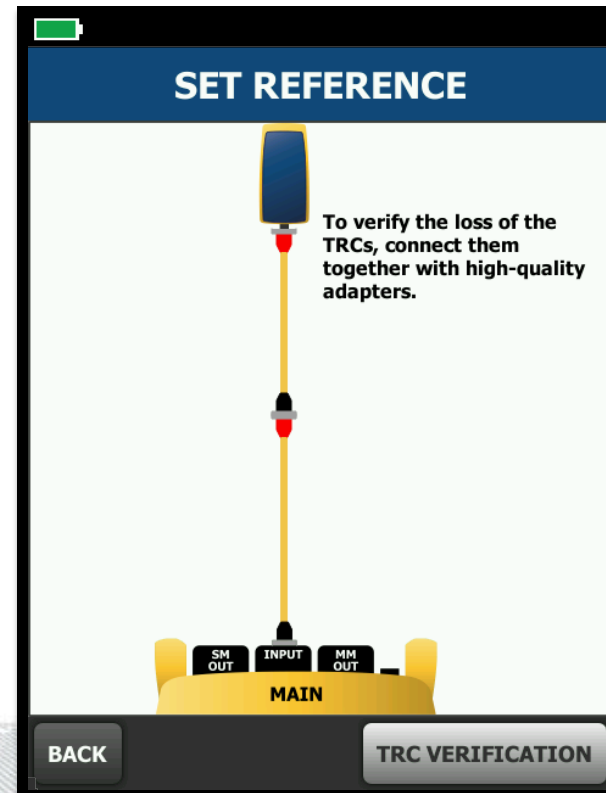 SET REFERENCE
To verify the loss of the
TRCs, connect them
together with high-quality
adapters.
SM
OUT
INPUT
MM
OUT
MAIN
BACK
TRC VERIFICATION